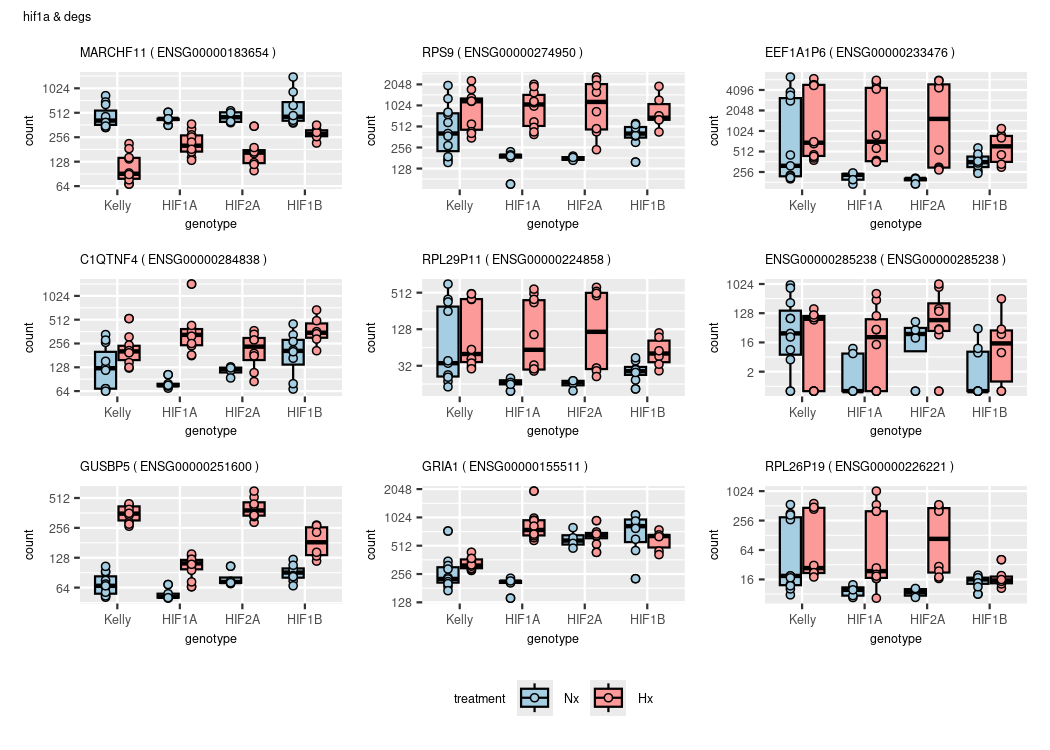 hif1a & degs
MARCHF11 ( ENSG00000183654 )
count
1024
512
256
128
64
Kelly HIF1A HIF2A HIF1B
genotype
RPS9 ( ENSG00000274950 )
count
2048
1024
512
256
128
Kelly HIF1A HIF2A HIF1B
genotype
EEF1A1P6 ( ENSG00000233476 )
count
4096
2048
1024
512
256
Kelly HIF1A HIF2A HIF1B
genotype
C1QTNF4 ( ENSG00000284838 )
count
1024
512
256
128
64
Kelly HIF1A HIF2A HIF1B
genotype
RPL29P11 ( ENSG00000224858 )
count
512
128
32
Kelly HIF1A HIF2A HIF1B
genotype
ENSG00000285238 ( ENSG00000285238 )
count
1024
128
16
2
Kelly HIF1A HIF2A HIF1B
genotype
GUSBP5 ( ENSG00000251600 )
count
512
256
128
64
Kelly HIF1A HIF2A HIF1B
genotype
GRIA1 ( ENSG00000155511 )
count
2048
1024
512
256
128
Kelly HIF1A HIF2A HIF1B
genotype
RPL26P19 ( ENSG00000226221 )
count
1024
256
64
16
Kelly HIF1A HIF2A HIF1B
genotype
treatment Nx Hx